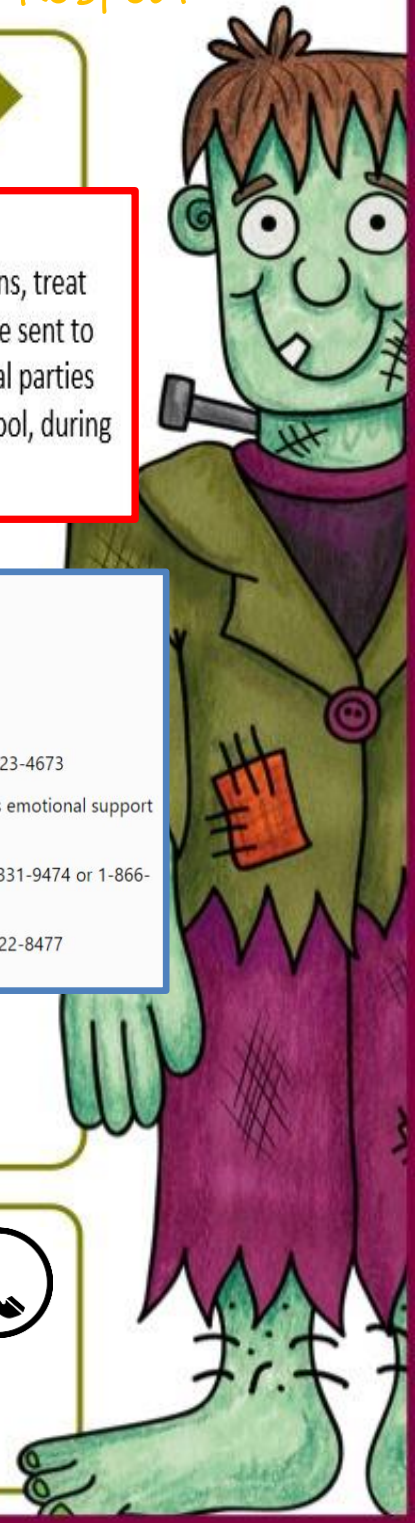 ns, treat
e sent to
al parties
ool, during
23-4673
s emotional support
331-9474 or 1-866-
22-8477